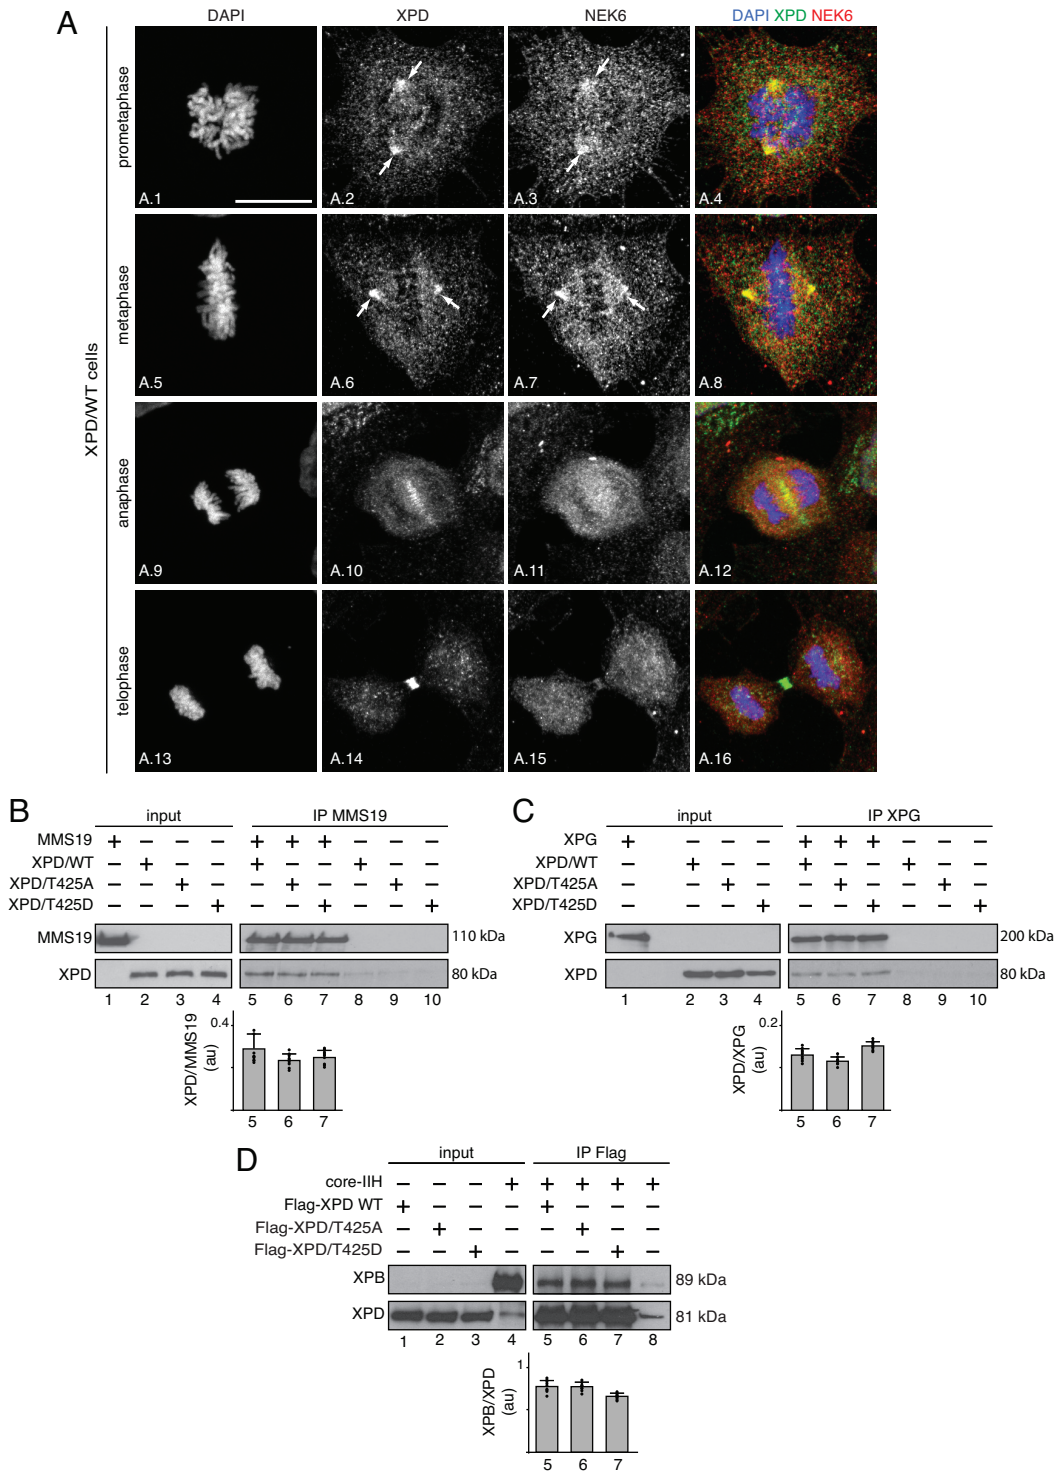 A
DAPI XPD NEK6 DAPI XPD NEK6
XPD/WT cells
prometaphase
A.1 A.2 A.3 A.4
metaphase
A.5 A.6 A.7 A.8
anaphase
A.9 A.10 A.11 A.12
telophase
A.13 A.14 A.15 A.16
B
input IP MMS19
MMS19 + − − − + + + − − −
XPD/WT − + − − + − − + − −
XPD/T425A − − + − − + − − + −
XPD/T425D − − − + − − + − − +
MMS19 110 kDa
XPD 80 kDa
1 2 3 4 5 6 7 8 9 10
XPD/MMS19
(au)
0.4
5 6 7
C
input IP XPG
XPG + − − − + + + − − −
XPD/WT − + − − + − − + − −
XPD/T425A − − + − − + − − + −
XPD/T425D − − − + − − + − − +
XPG 200 kDa
XPD 80 kDa
1 2 3 4 5 6 7 8 9 10
XPD/XPG
(au)
0.2
5 6 7
D
input IP Flag
core-IIH − − − + + + + +
Flag-XPD WT + − − − + − − −
Flag-XPD/T425A − + − − − + − −
Flag-XPD/T425D − − + − − − + −
XPB 89 kDa
XPD 81 kDa
1 2 3 4 5 6 7 8
XPB/XPD
(au)
1
5 6 7